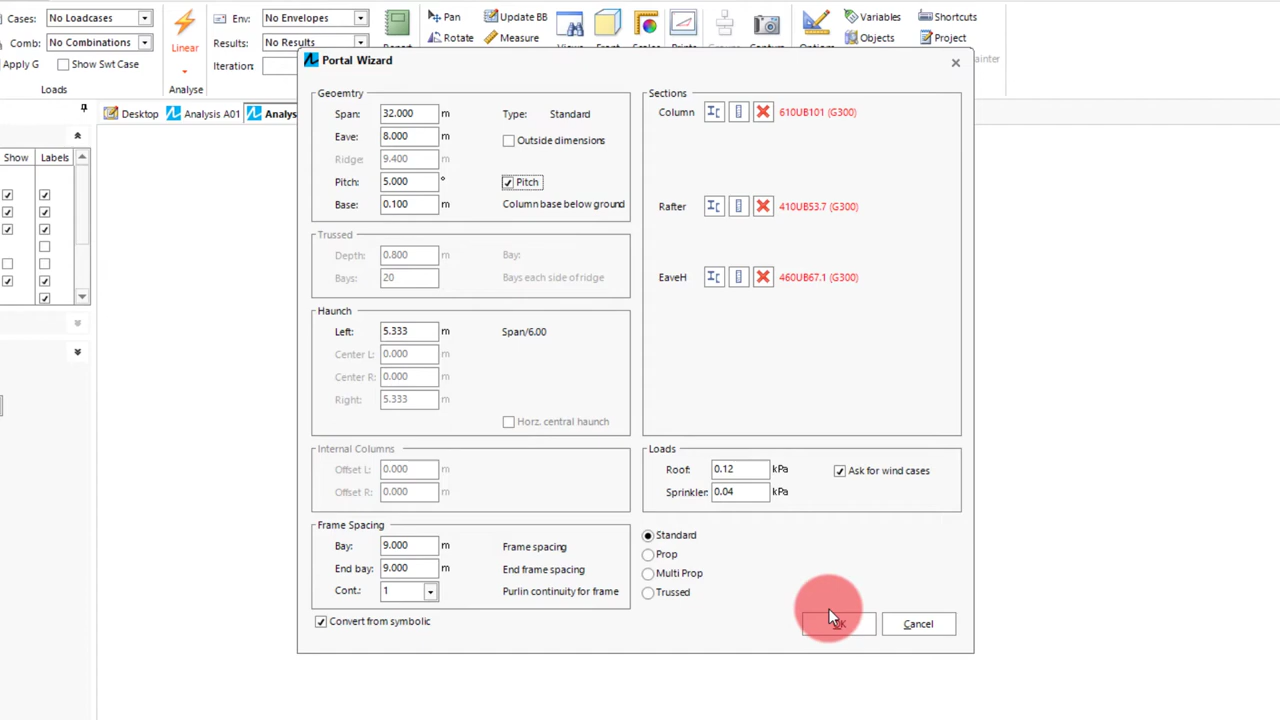 Cases: No Loadcases
Comb: No Combinations
Apply G Show Swt Case
Loads
Linear
Analyse
Env: No Envelopes
Results: No Results
Iteration:
Pan
Rotate
Update BB
Measure
Variables
Objects
Shortcuts
Project
Desktop
Analysis A01
Analys
Show Labels
Portal Wizard
Geoemtry
Span: 32.000 m Type: Standard
Eave: 8.000 m Outside dimensions
Ridge: 9.400 m
Pitch: 5.000 ° Pitch
Base: 0.100 m Column base below ground
Trussed
Depth: 0.800 m Bay:
Bays: 20 Bays each side of ridge
Haunch
Left: 5.333 m Span/6.00
Center L: 0.000 m
Center R: 0.000 m
Right: 5.333 m
Horz. central haunch
Internal Columns
Offset L: 0.000 m
Offset R: 0.000 m
Frame Spacing
Bay: 9.000 m Frame spacing
End bay: 9.000 m End frame spacing
Cont.: 1 Purlin continuity for frame
Convert from symbolic
Sections
Column 610UB101 (G300)
Rafter 410UB53.7 (G300)
EaveH 460UB67.1 (G300)
Loads
Roof: 0.12 kPa Ask for wind cases
Sprinkler: 0.04 kPa
Standard
Prop
Multi Prop
Trussed
OK Cancel